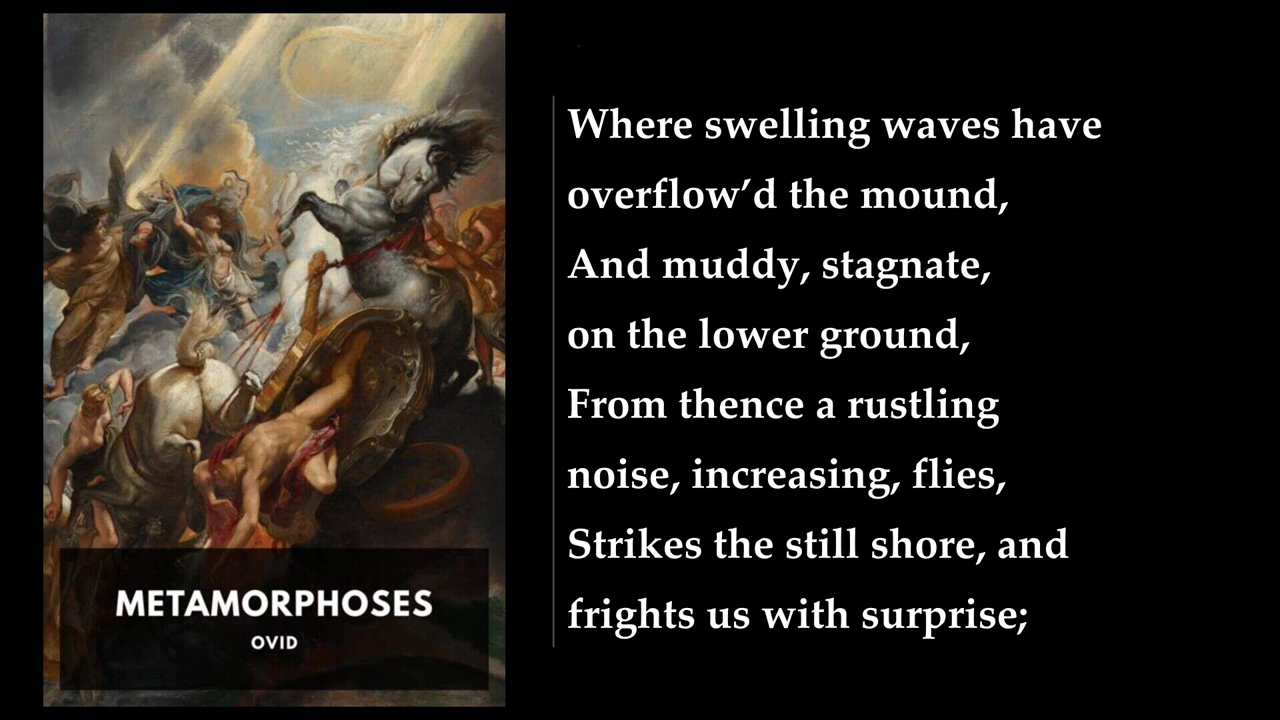 METAMORPHOSES
OVID
Where swelling waves have
overflow’d the mound,
And muddy, stagnate,
on the lower ground,
From thence a rustling
noise, increasing, flies,
Strikes the still shore, and
frights us with surprise;